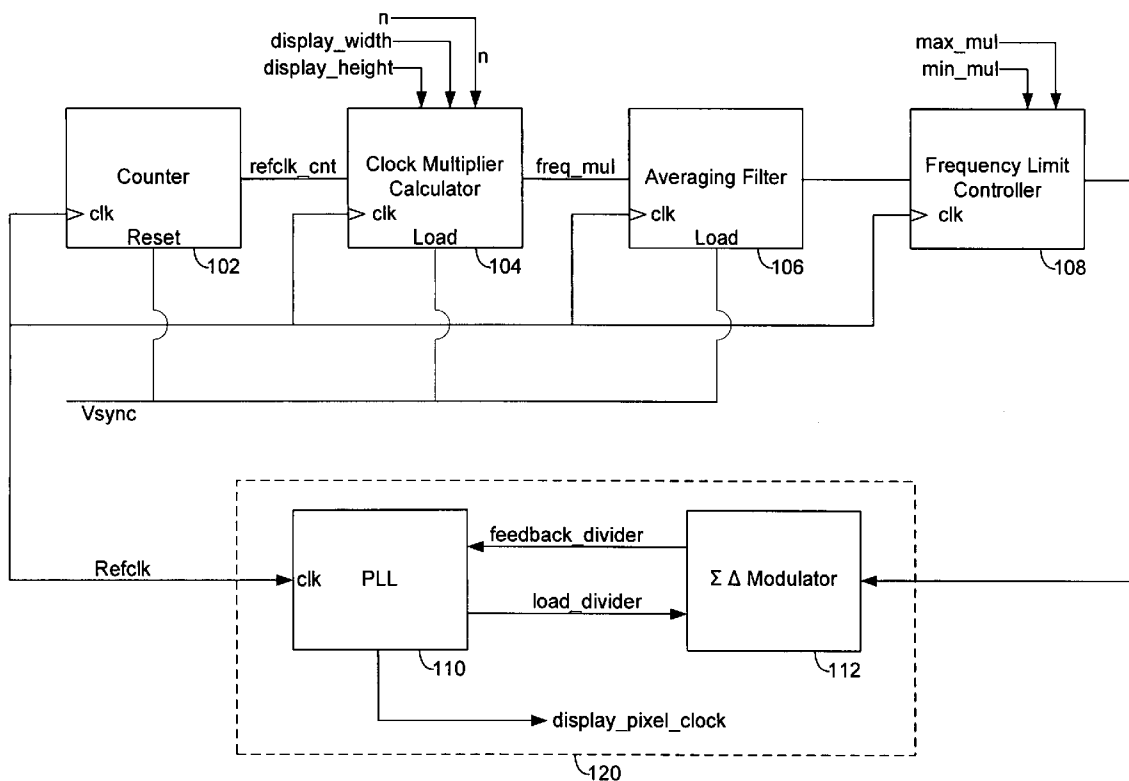 n
display_width
n
display_height
max_mul
min_mul
Counter
refclk_cnt
Clock Multiplier
Calculator
freq_mul
Averaging Filter
Frequency Limit
Controller
clk
clk
clk
clk
Reset
Load
Load
102
104
106
108
Vsync
Refclk
clk
PLL
feedback_divider
load_divider
Σ Δ Modulator
110
112
display_pixel_clock
120